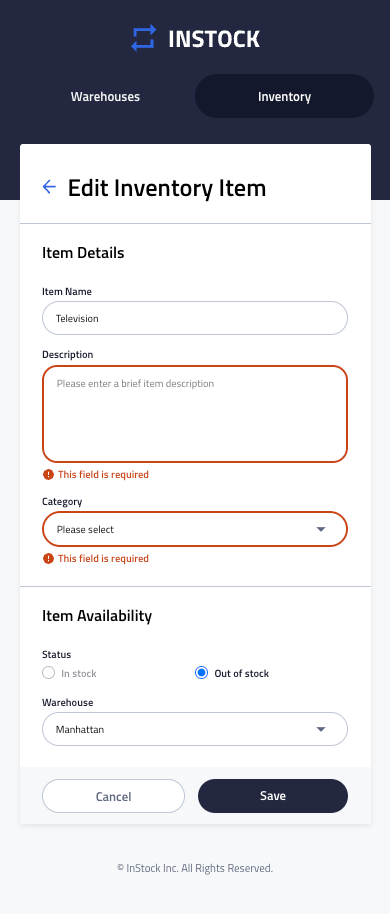 INSTOCK
Warehouses
Inventory
Edit Inventory Item
Item Details
Item Name
Television
Description
Please enter a brief item description
This field is required
Category
Please select
This field is required
Item Availability
Status
In stock
Out of stock
Warehouse
Manhattan
Cancel
Save
© InStock Inc. All Rights Reserved.